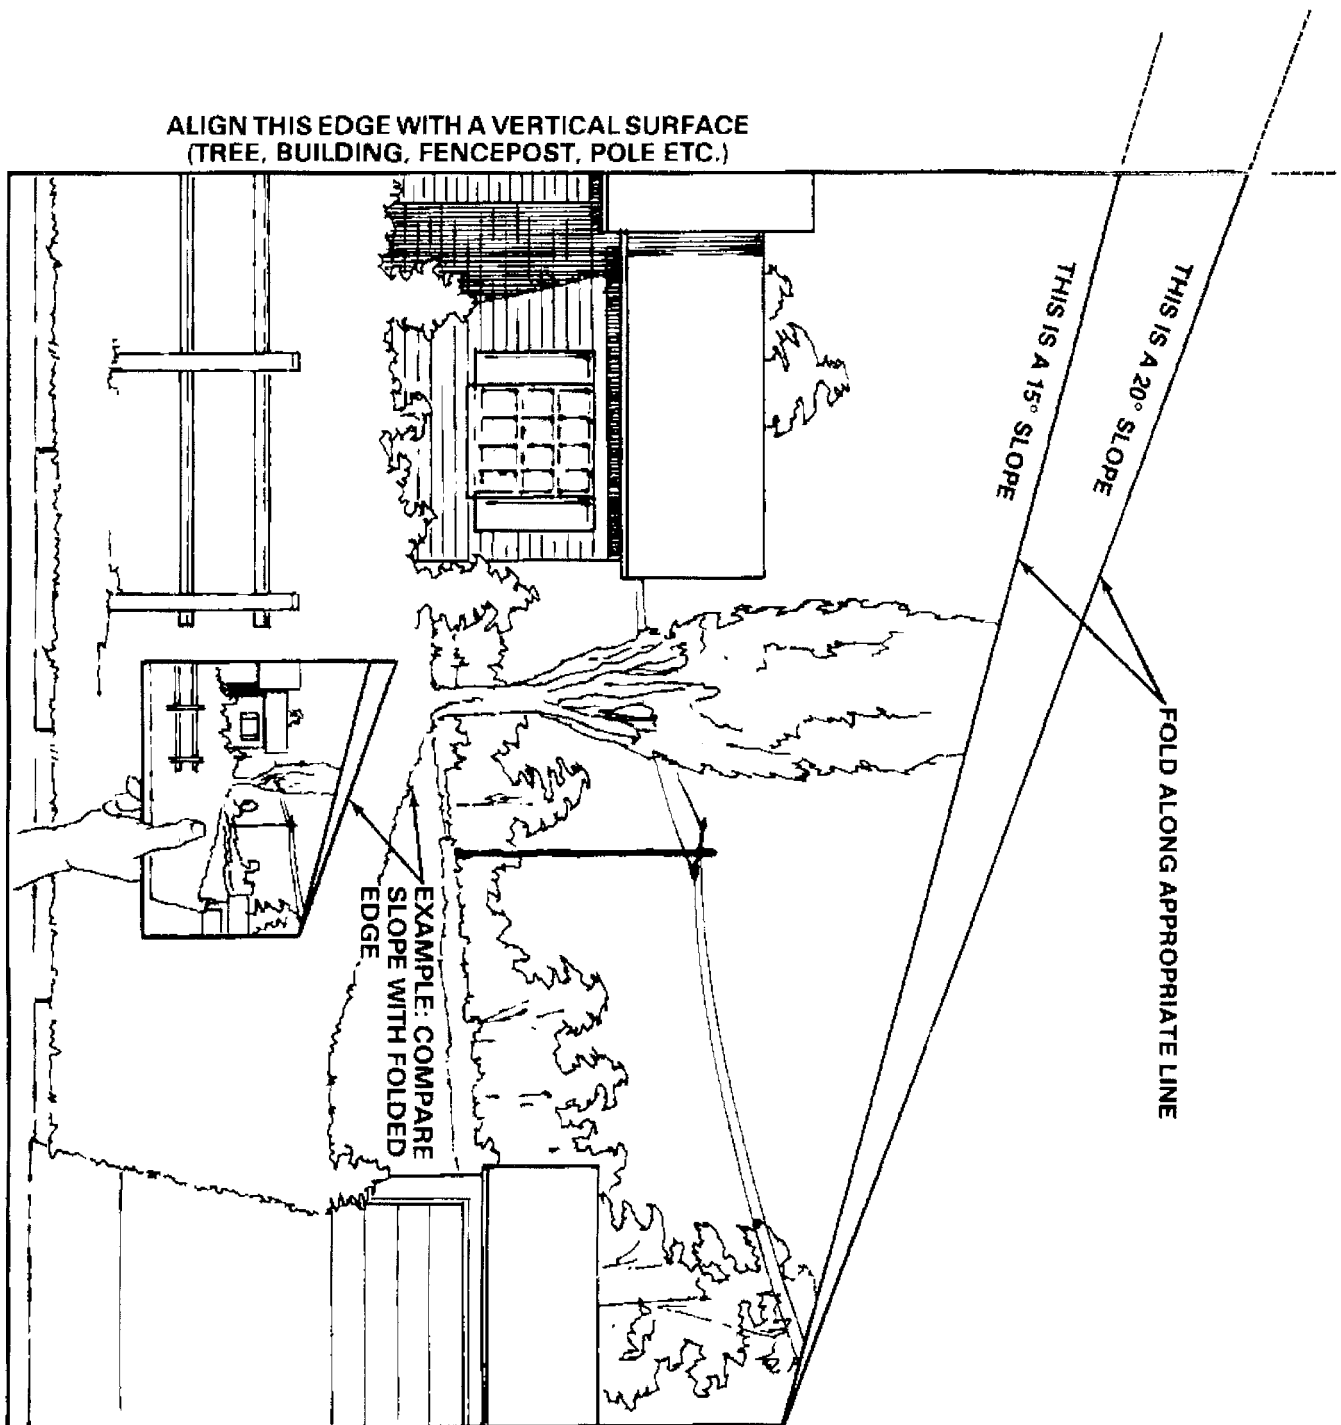 ALIGN THIS EDGE WITH A VERTICAL SURFACE
(TREE, BUILDING, FENCEPOST, POLE ETC.)
THIS IS A 15° SLOPE
THIS IS A 20° SLOPE
FOLD ALONG APPROPRIATE LINE
EXAMPLE: COMPARE
SLOPE WITH FOLDED
EDGE